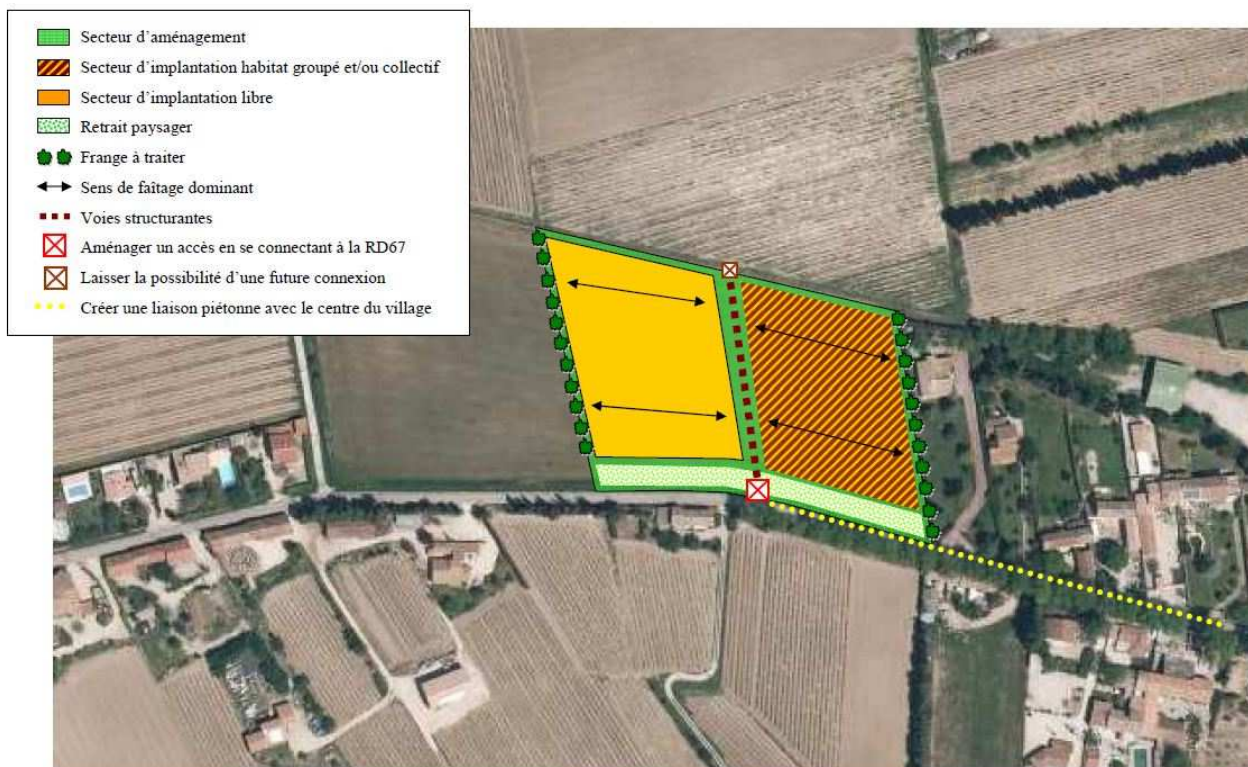 Secteur d'aménagement
Secteur d'implantation habitat groupé et/ou collectif
Secteur d'implantation libre
Retrait paysager
Frange à traiter
Sens de faîtage dominant
Voies structurantes
Aménager un accès en se connectant à la RD67
Laisser la possibilité d'une future connexion
Créer une liaison piétonne avec le centre du village